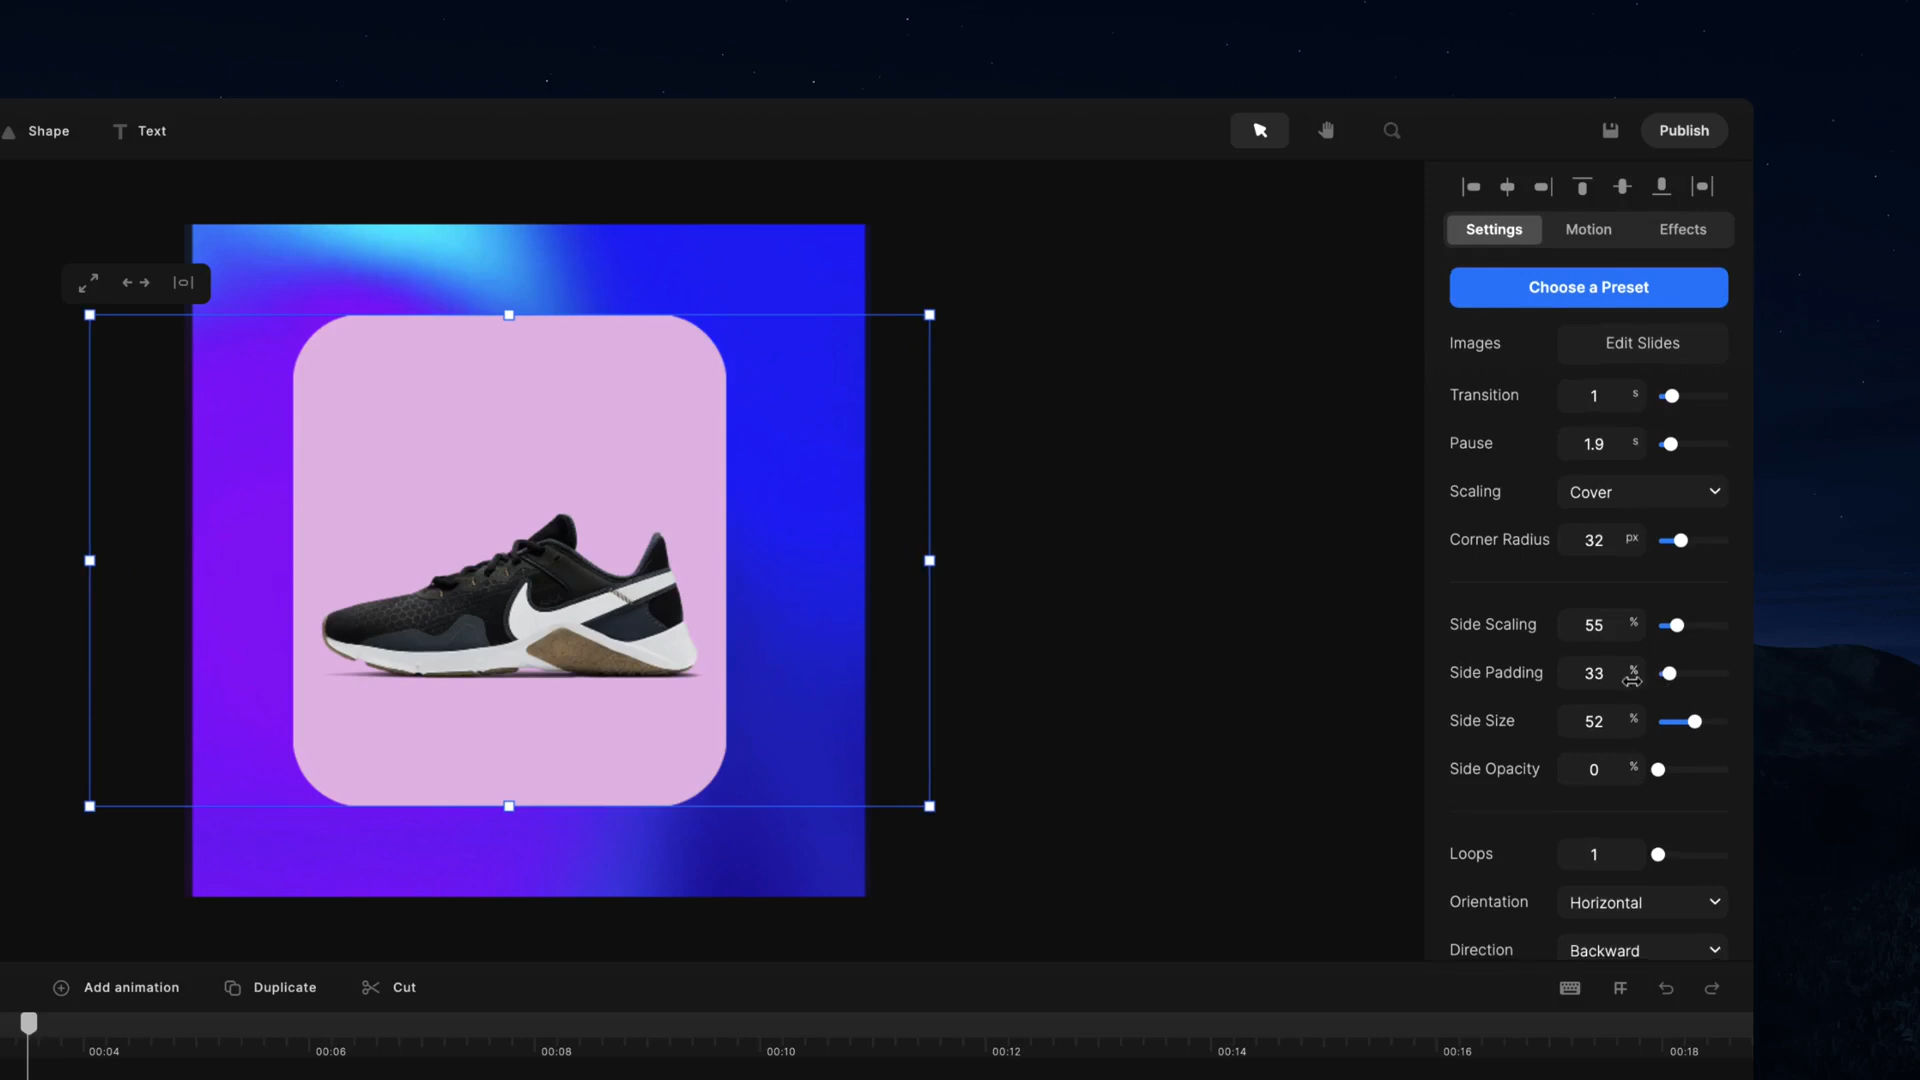 Shape
Text
Publish
Settings
Motion
Effects
Choose a Preset
Images
Edit Slides
Transition
1 s
Pause
1.9 s
Scaling
Cover
Corner Radius
32 px
Side Scaling
55 %
Side Padding
33 %
Side Size
52 %
Side Opacity
0 %
Loops
1
Orientation
Horizontal
Direction
Backward
Add animation
Duplicate
Cut
00:04
00:06
00:08
00:10
00:12
00:14
00:16
00:18